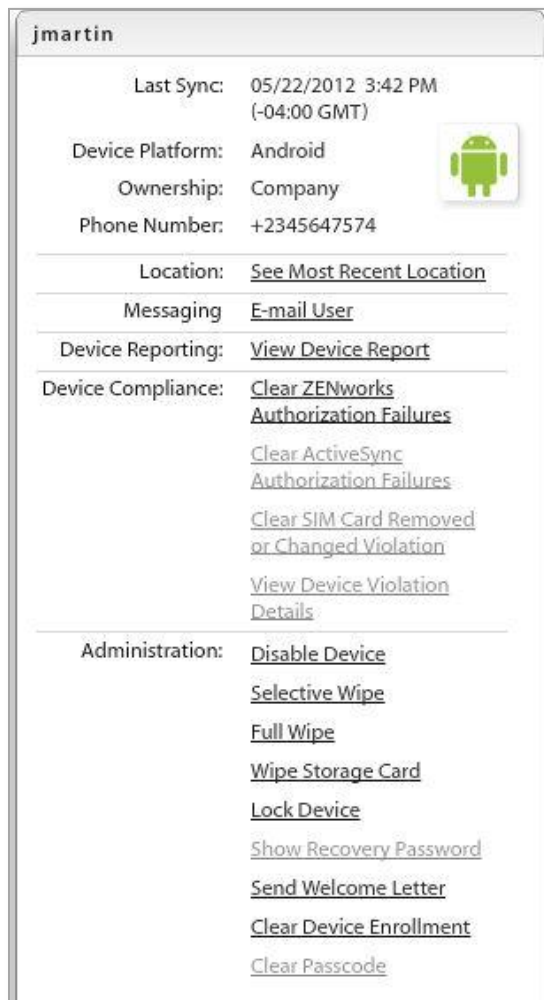 jmartin
Last Sync: 05/22/2012 3:42 PM
(-04:00 GMT)
Device Platform: Android
Ownership: Company
Phone Number: +2345647574
Location: See Most Recent Location
Messaging E-mail User
Device Reporting: View Device Report
Device Compliance: Clear ZENworks
Authorization Failures
Clear ActiveSync
Authorization Failures
Clear SIM Card Removed
or Changed Violation
View Device Violation
Details
Administration: Disable Device
Selective Wipe
Full Wipe
Wipe Storage Card
Lock Device
Show Recovery Password
Send Welcome Letter
Clear Device Enrollment
Clear Passcode